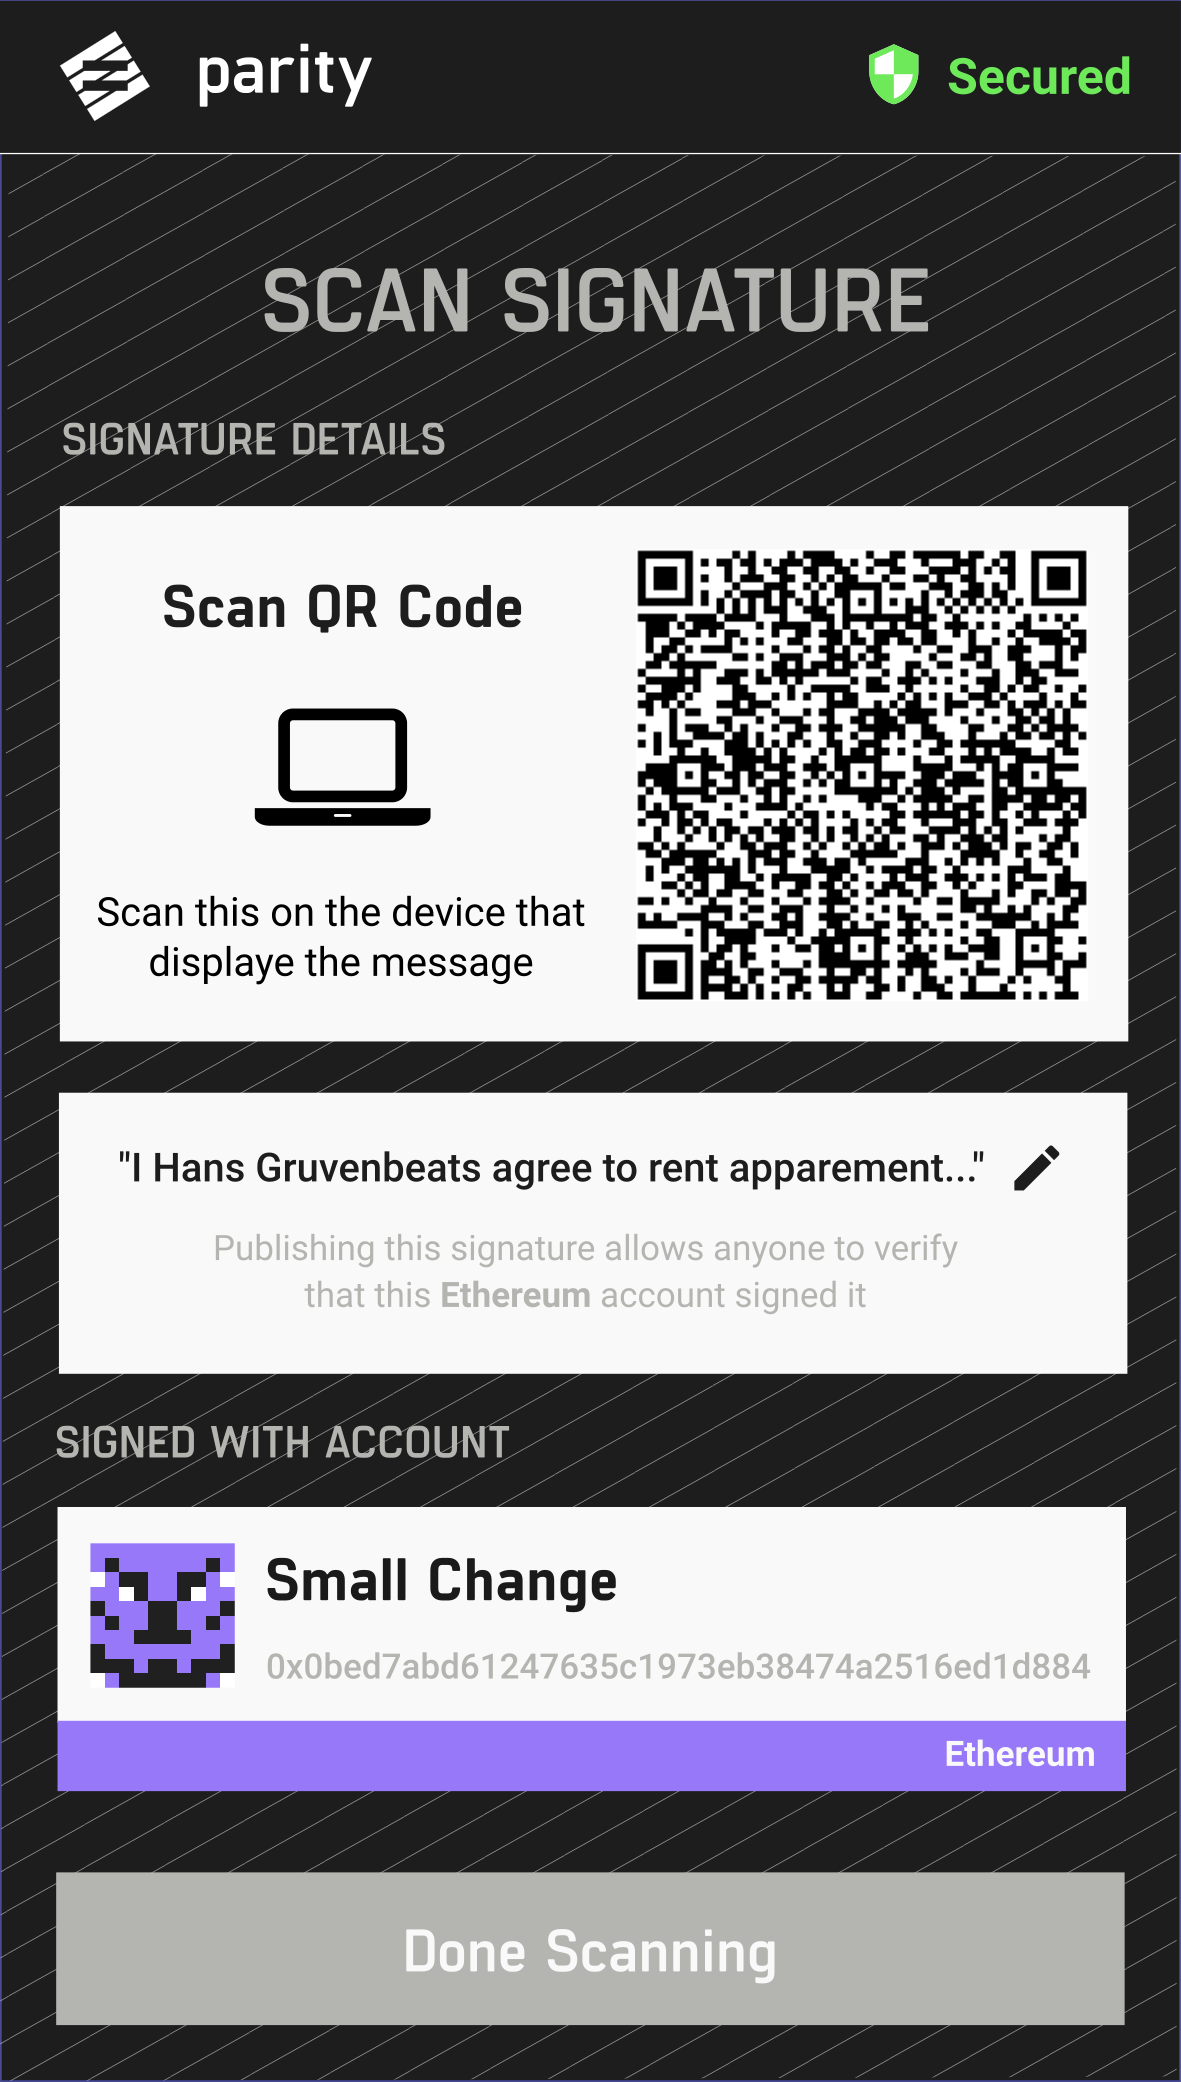 parity
Secured
SCAN SIGNATURE
SIGNATURE DETAILS
Scan QR Code
Scan this on the device that
displaye the message
"I Hans Gruvenbeats agree to rent apparement..."
Publishing this signature allows anyone to verify
that this Ethereum account signed it
SIGNED WITH ACCOUNT
Small Change
0x0bed7abd61247635c1973eb38474a2516ed1d884
Ethereum
Done Scanning